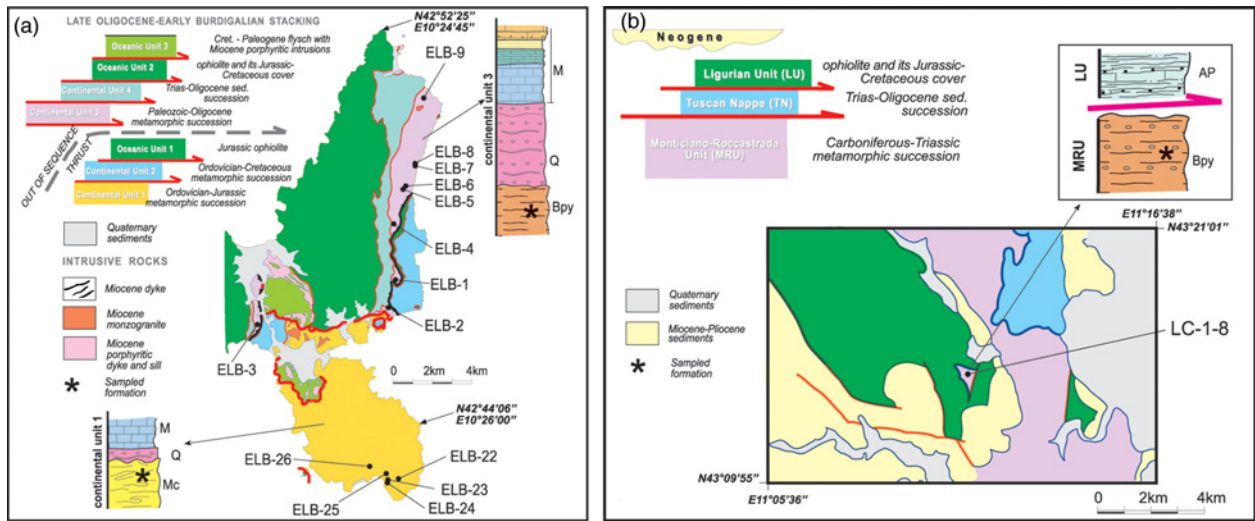 (a)
LATE OLIGOCENE-EARLY BURDIGALIAN STACKING
Oceanic Unit 3
Cret. - Paleogene flysch with
Miocene porphyritic intrusions
Oceanic Unit 2
ophiolite and its Jurassic-
Cretaceous cover
Continental Unit 4
Trias-Oligocene sed.
succession
Continental Unit 3
Paleozoic-Oligocene
metamorphic succession
OUT OF SEQUENCE
THRUST
Oceanic Unit 1
Jurassic ophiolite
Continental Unit 2
Ordovician-Cretaceous
metamorphic succession
Continental Unit 1
Ordovician-Jurassic
metamorphic succession
Quaternary
sediments
INTRUSIVE ROCKS
Miocene dyke
Miocene
monzogranite
Miocene
porphyritic
dyke and sill
Sampled
formation
N42°52'25''
E10°24'45''
ELB-9
ELB-8
ELB-7
ELB-6
ELB-5
ELB-4
ELB-1
ELB-2
ELB-3
0 2km 4km
N42°44'06''
E10°26'00''
ELB-26
ELB-22
ELB-23
ELB-25
ELB-24
continental unit 3
M
Q
Bpy
continental unit 1
M
Q
Mc
(b)
Neogene
Ligurian Unit (LU)
ophiolite and its Jurassic-
Cretaceous cover
Tuscan Nappe (TN)
Trias-Oligocene sed.
succession
Monticiano-Roccastrada
Unit (MRU)
Carboniferous-Triassic
metamorphic succession
LU
AP
MRU
Bpy
E11°16'38''
N43°21'01''
Quaternary
sediments
Miocene-Pliocene
sediments
Sampled
formation
LC-1-8
N43°09'55''
E11°05'36''
0 2km 4km